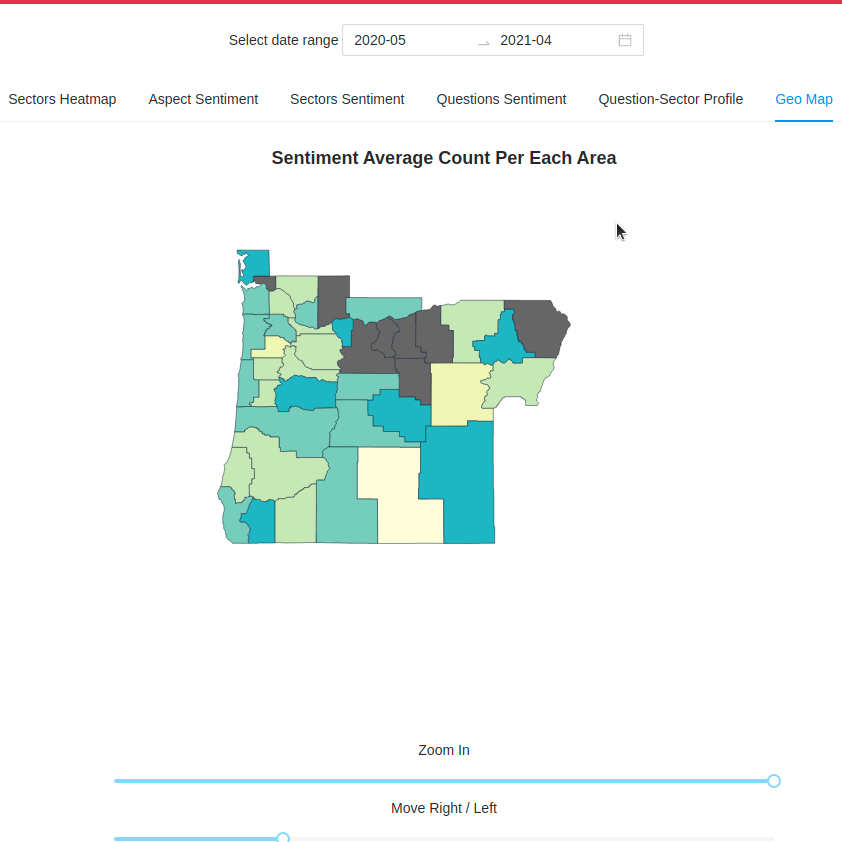 Select date range 2020-05 2021-04
Sectors Heatmap Aspect Sentiment Sectors Sentiment Questions Sentiment Question-Sector Profile Geo Map
Sentiment Average Count Per Each Area
Zoom In
Move Right / Left